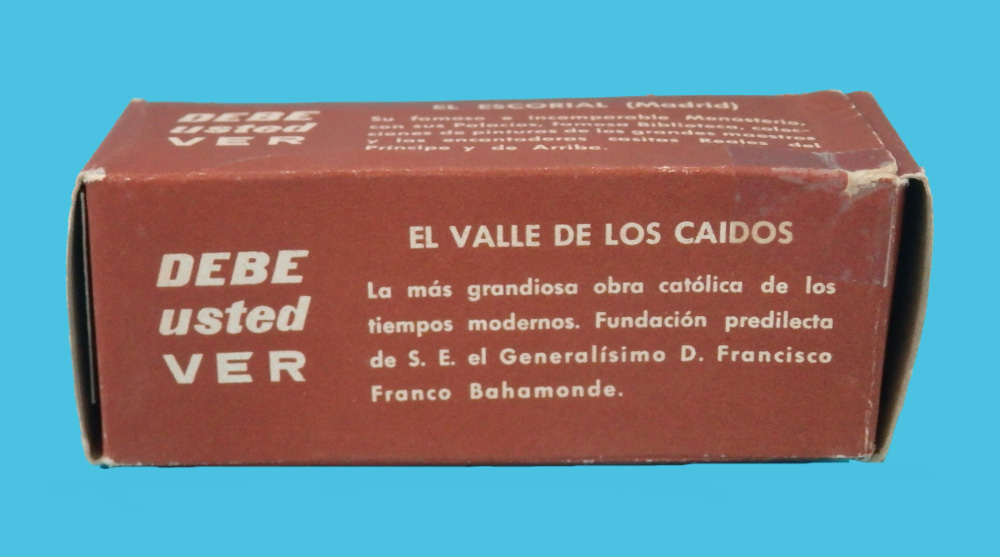 DEBE
usted
VER
EL ESCORIAL (Madrid)
Su famoso e incomparable Monasterio,
con sus Palacios, famosa Biblioteca, colec-
ciones de pinturas de los grandes maestros
y las encantadoras casitas Reales del
Príncipe y de Arriba.
DEBE
usted
VER
EL VALLE DE LOS CAIDOS
La más grandiosa obra católica de los
tiempos modernos. Fundación predilecta
de S. E. el Generalísimo D. Francisco
Franco Bahamonde.